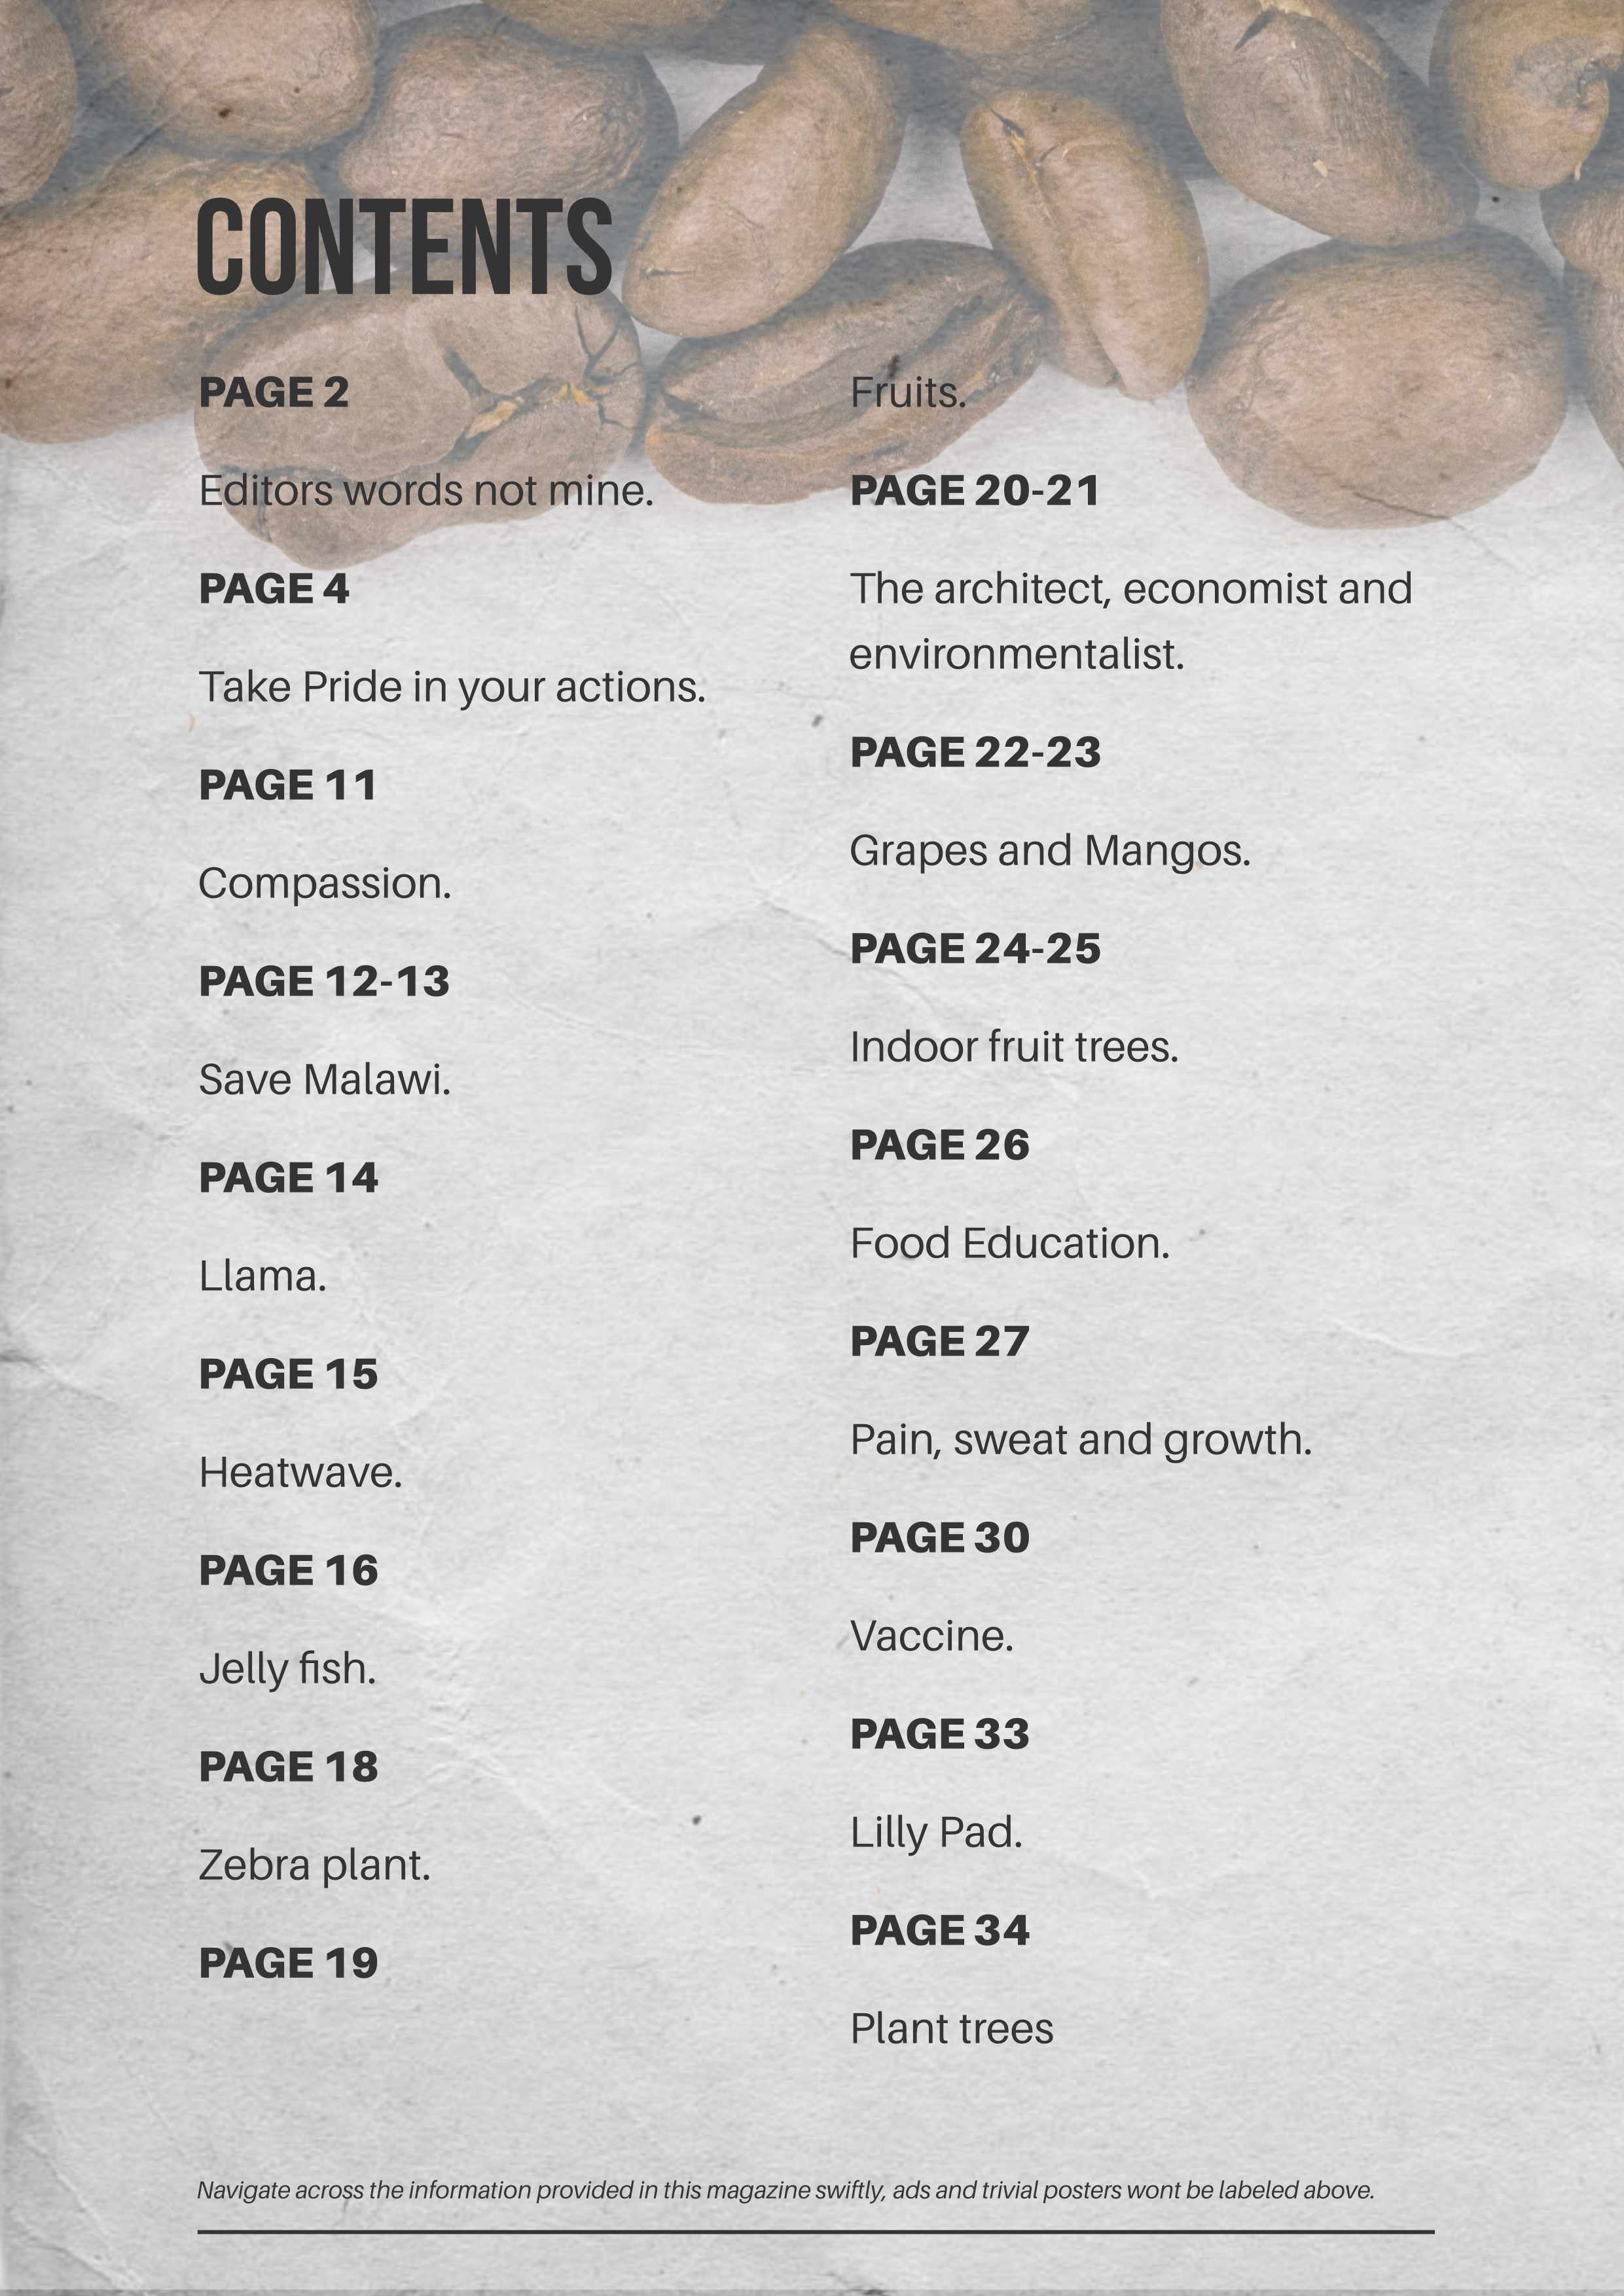 CONTENTS
PAGE 2
Editors words not mine.
PAGE 4
Take Pride in your actions.
PAGE 11
Compassion.
PAGE 12-13
Save Malawi.
PAGE 14
Llama.
PAGE 15
Heatwave.
PAGE 16
Jelly fish.
PAGE 18
Zebra plant.
PAGE 19
Fruits.
PAGE 20-21
The architect, economist and
environmentalist.
PAGE 22-23
Grapes and Mangos.
PAGE 24-25
Indoor fruit trees.
PAGE 26
Food Education.
PAGE 27
Pain, sweat and growth.
PAGE 30
Vaccine.
PAGE 33
Lilly Pad.
PAGE 34
Plant trees
Navigate across the information provided in this magazine swiftly, ads and trivial posters wont be labeled above.